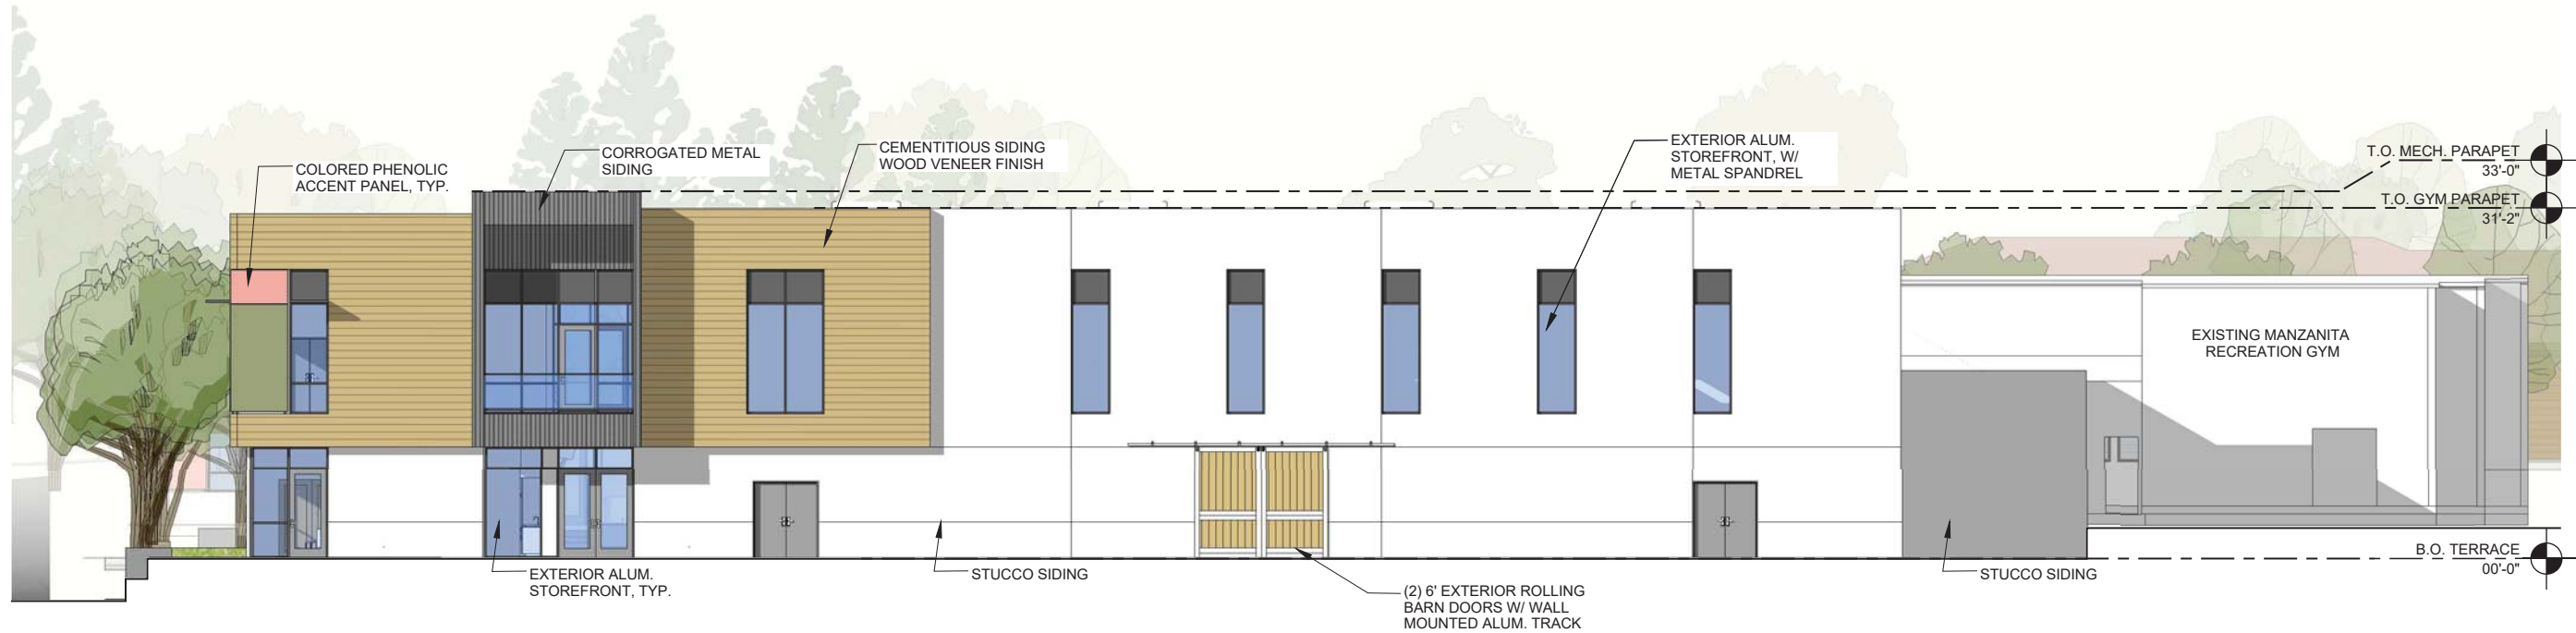 COLORED PHENOLIC
ACCENT PANEL, TYP.
CORROGATED METAL
SIDING
CEMENTITIOUS SIDING
WOOD VENEER FINISH
EXTERIOR ALUM.
STOREFRONT, W/
METAL SPANDREL
T.O. MECH. PARAPET
33'-0"
T.O. GYM PARAPET
31'-2"
EXISTING MANZANITA
RECREATION GYM
B.O. TERRACE
00'-0"
EXTERIOR ALUM.
STOREFRONT, TYP.
STUCCO SIDING
(2) 6' EXTERIOR ROLLING
BARN DOORS W/ WALL
MOUNTED ALUM. TRACK
STUCCO SIDING